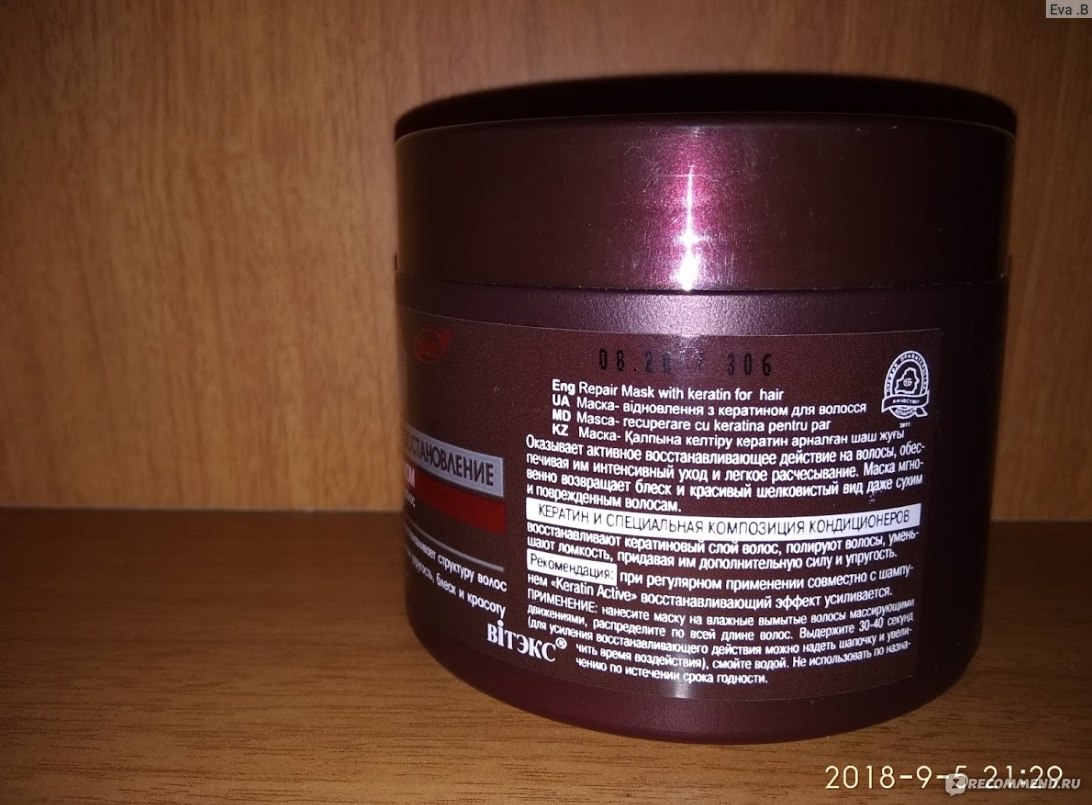 Eva .B
08.2017 306
Eng Repair Mask with keratin for hair
UA Маска- відновлення з кератином для волосся
MD Masca- recuperare cu keratina pentru par
KZ Маска- Қалпына келтіру кератин арналған шаш жуғы
Оказывает активное восстанавливающее действие на волосы, обес-
печивая им интенсивный уход и легкое расчесывание. Маска мгно-
венно возвращает блеск и красивый шелковистый вид даже сухим
и поврежденным волосам.
КЕРАТИН И СПЕЦИАЛЬНАЯ КОМПОЗИЦИЯ КОНДИЦИОНЕРОВ
восстанавливают кератиновый слой волос, полируют волосы, умень-
шают ломкость, придавая им дополнительную силу и упругость.
Рекомендация: при регулярном применении совместно с шампу-
нем «Keratin Active» восстанавливающий эффект усиливается.
ПРИМЕНЕНИЕ: нанесите маску на влажные вымытые волосы массирующими
движениями, распределите по всей длине волос. Выдержите 30-40 секунд
(для усиления восстанавливающего действия можно надеть шапочку и увели-
чить время воздействия), смойте водой. Не использовать по назна-
чению по истечении срока годности.
СТАНОВЛЕНИЕ
структуру волос
упругость, блеск и красоту
ВIТЭКС®
КАЧЕСТВО
2011
2018-9-5 21:29
RECOMMEND.RU